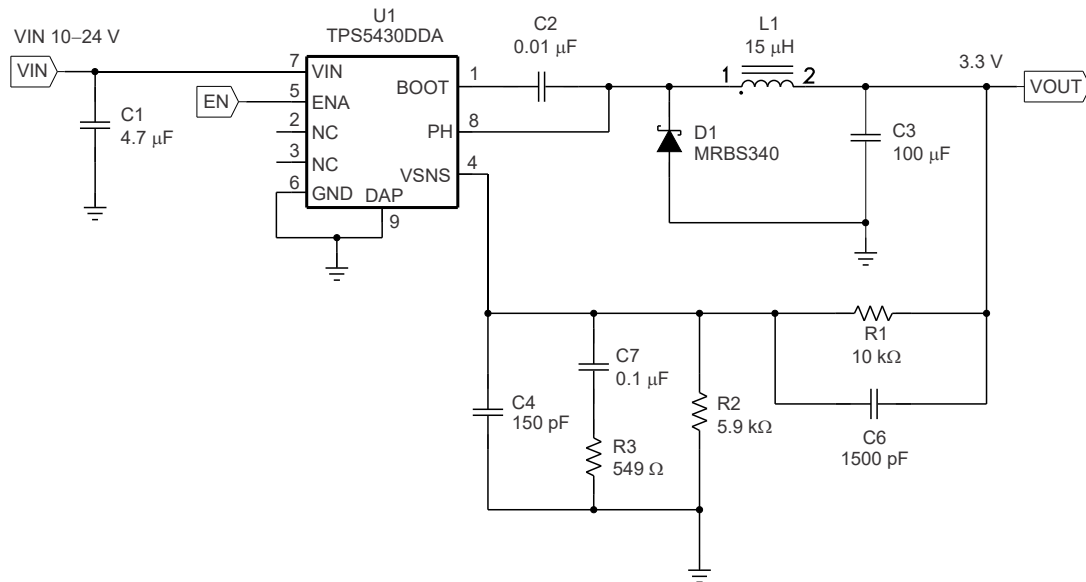 U1
TPS5430DDA
VIN 10–24 V
VIN
C1
4.7 μF
EN
7
5
2
3
6
VIN
ENA
NC
NC
GND
DAP
9
BOOT
PH
VSNS
1
8
4
C2
0.01 μF
L1
15 μH
1
2
D1
MRBS340
C3
100 μF
3.3 V
VOUT
C4
150 pF
C7
0.1 μF
R3
549 Ω
R2
5.9 kΩ
R1
10 kΩ
C6
1500 pF